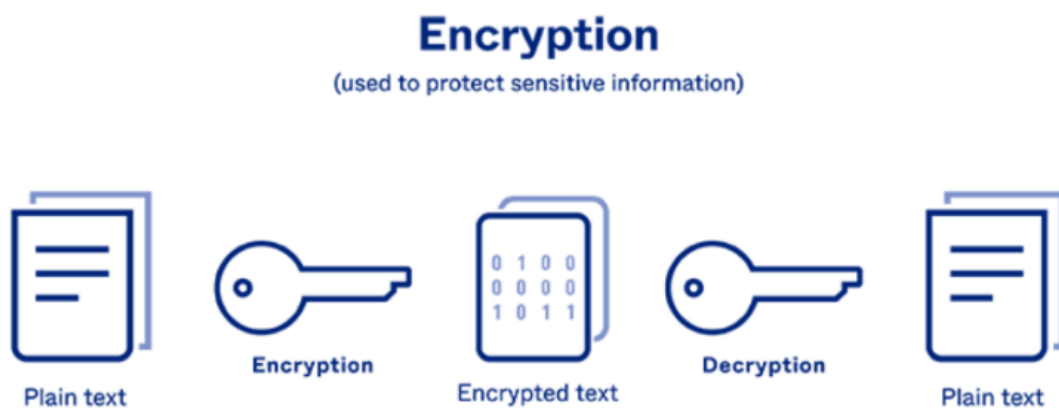 Encryption
(used to protect sensitive information)
0 1 0 0
0 0 0 0
1 0 1 1
Encryption
Decryption
Plain text
Encrypted text
Plain text